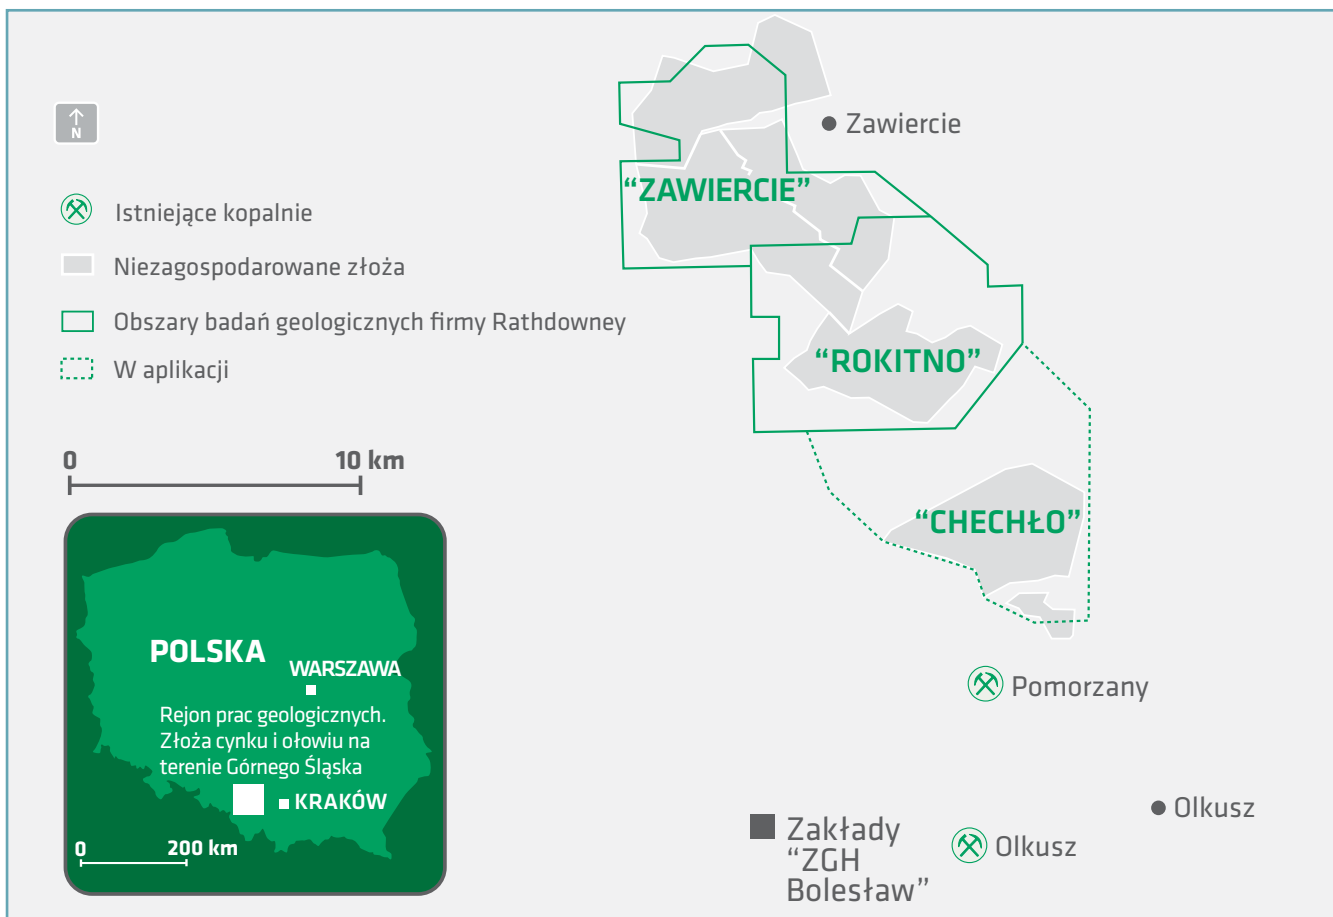 N
Istniejące kopalnie
Niezagospodarowane złoża
Obszary badań geologicznych firmy Rathdowney
W aplikacji
0 10 km
POLSKA
WARSZAWA
Rejon prac geologicznych.
Złoża cynku i ołowiu na
terenie Górnego Śląska
KRAKÓW
0 200 km
Zawiercie
“ZAWIERCIE”
“ROKITNO”
“CHECHŁO”
Pomorzany
Olkusz
Zakłady
“ZGH
Bolesław”
Olkusz